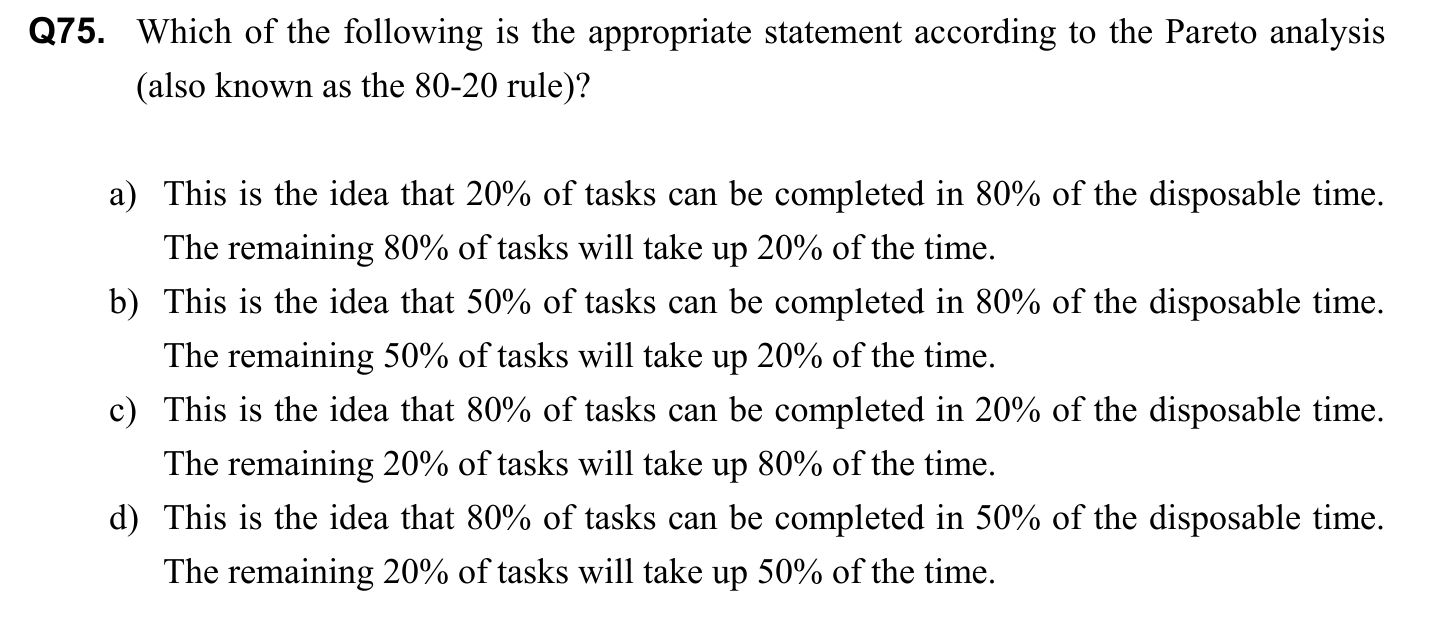 Q75. Which of the following is the appropriate statement according to the Pareto analysis
(also known as the 80-20 rule)?
a) This is the idea that 20% of tasks can be completed in 80% of the disposable time.
The remaining 80% of tasks will take up 20% of the time.
b) This is the idea that 50% of tasks can be completed in 80% of the disposable time.
The remaining 50% of tasks will take up 20% of the time.
c) This is the idea that 80% of tasks can be completed in 20% of the disposable time.
The remaining 20% of tasks will take up 80% of the time.
d) This is the idea that 80% of tasks can be completed in 50% of the disposable time.
The remaining 20% of tasks will take up 50% of the time.